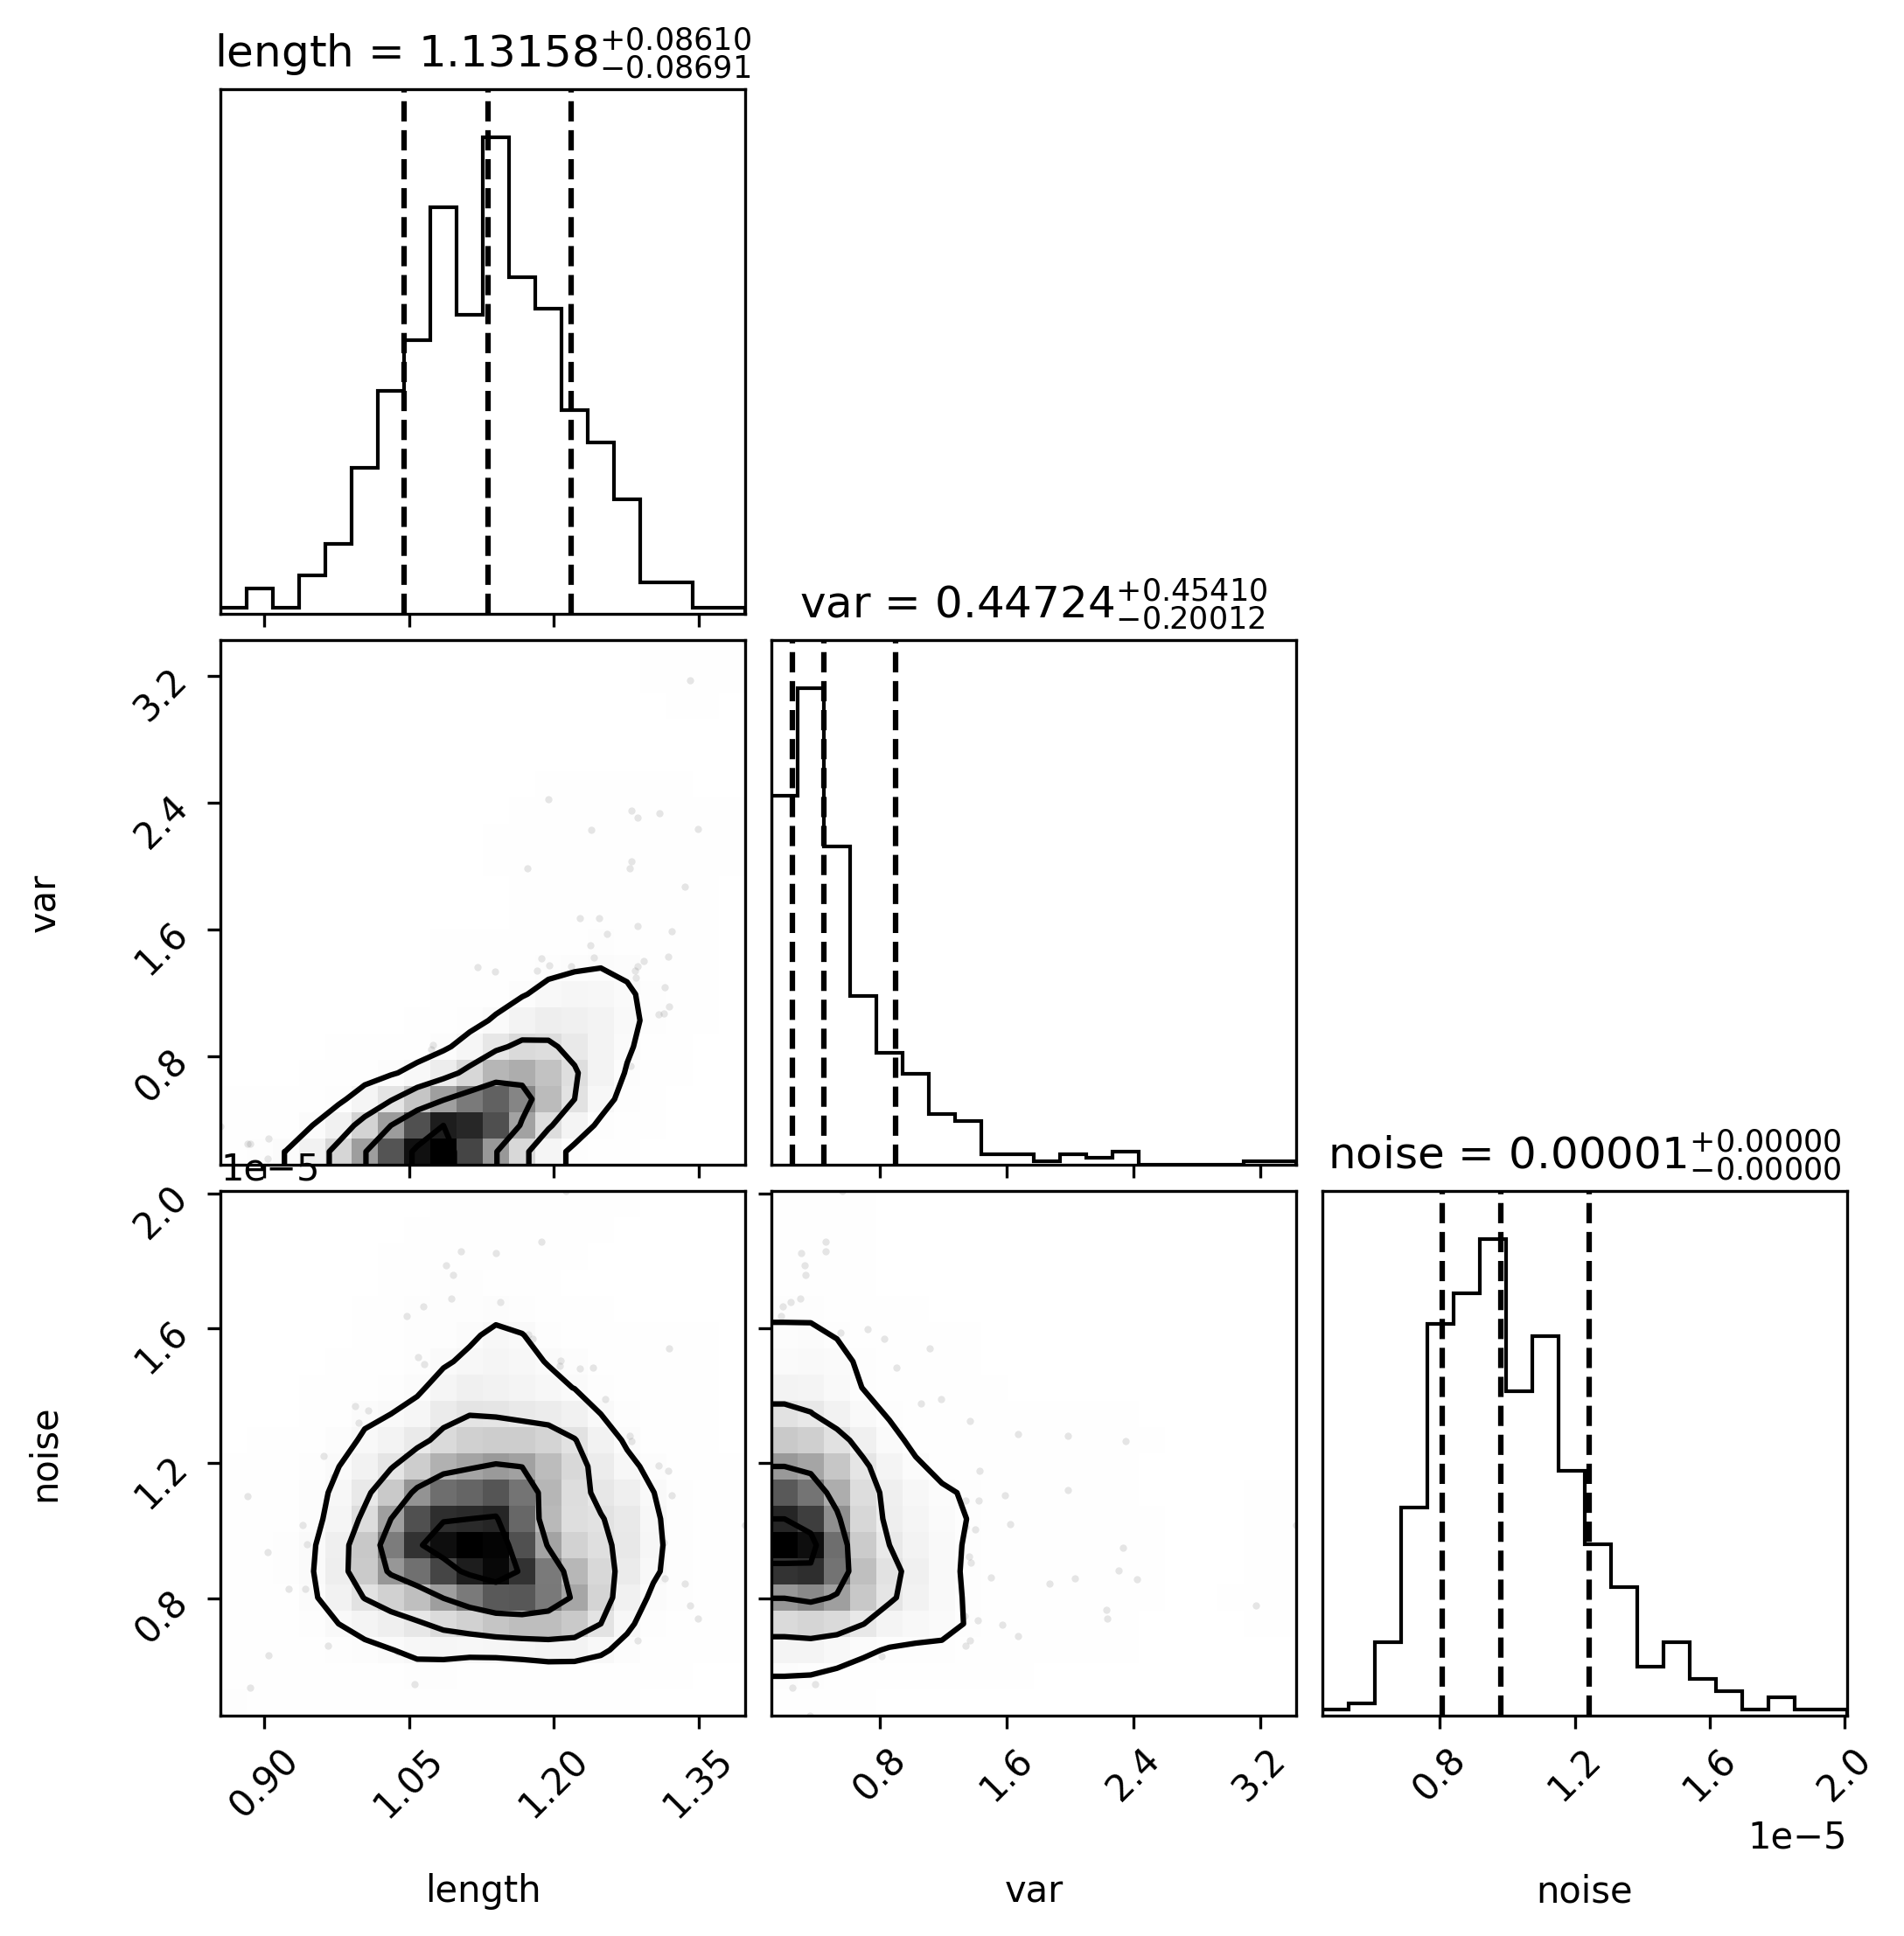 length = 1.13158 +0.08610 −0.08691
var = 0.44724 +0.45410 −0.20012
3.2
2.4
1.6
0.8
var
noise = 0.00001 +0.00000 −0.00000
1e−5
2.0
1.6
1.2
0.8
noise
0.90 1.05 1.20 1.35
0.8 1.6 2.4 3.2
0.8 1.2 1.6 2.0
1e−5
length
var
noise